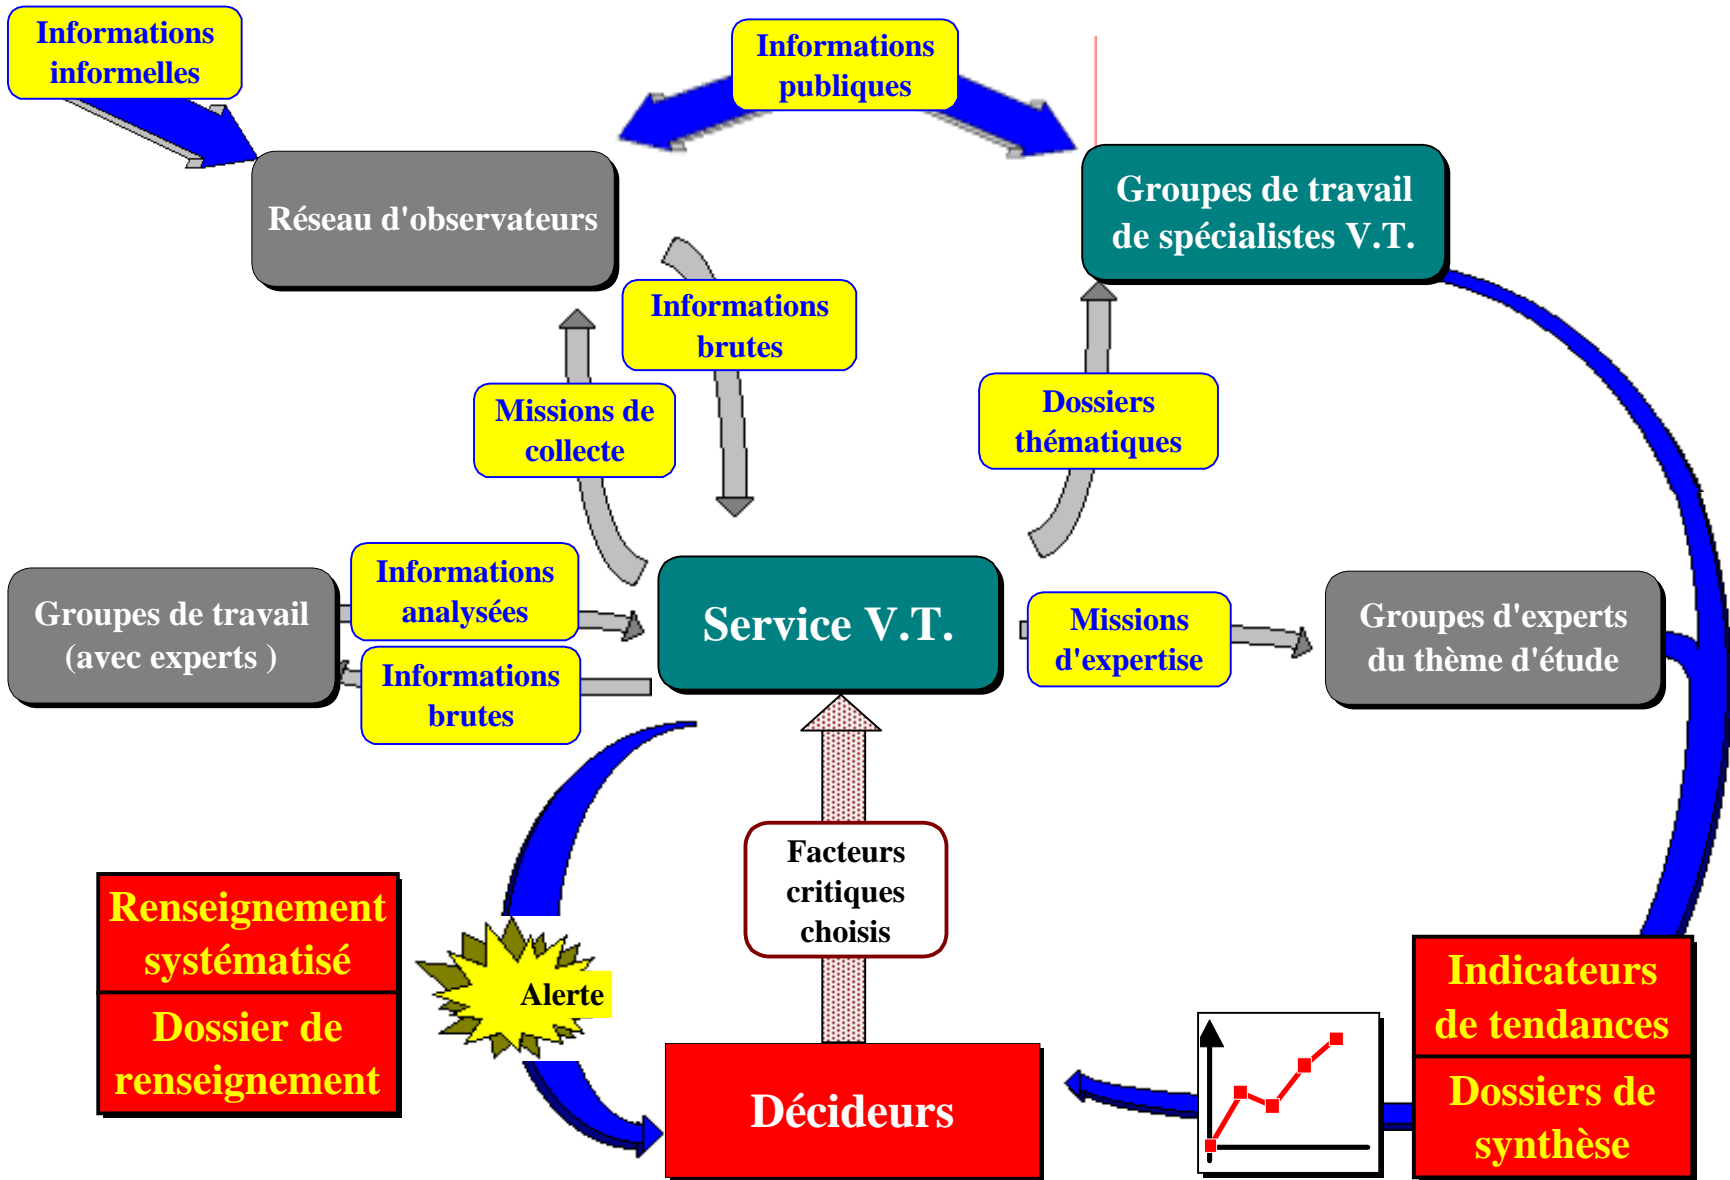 Informations
informelles
Informations
publiques
Réseau d'observateurs
Groupes de travail
de spécialistes V.T.
Informations
brutes
Missions de
collecte
Dossiers
thématiques
Groupes de travail
(avec experts )
Informations
analysées
Informations
brutes
Service V.T.
Missions
d'expertise
Groupes d'experts
du thème d'étude
Facteurs
critiques
choisis
Renseignement
systématisé
Dossier de
renseignement
Alerte
Décideurs
Indicateurs
de tendances
Dossiers de
synthèse